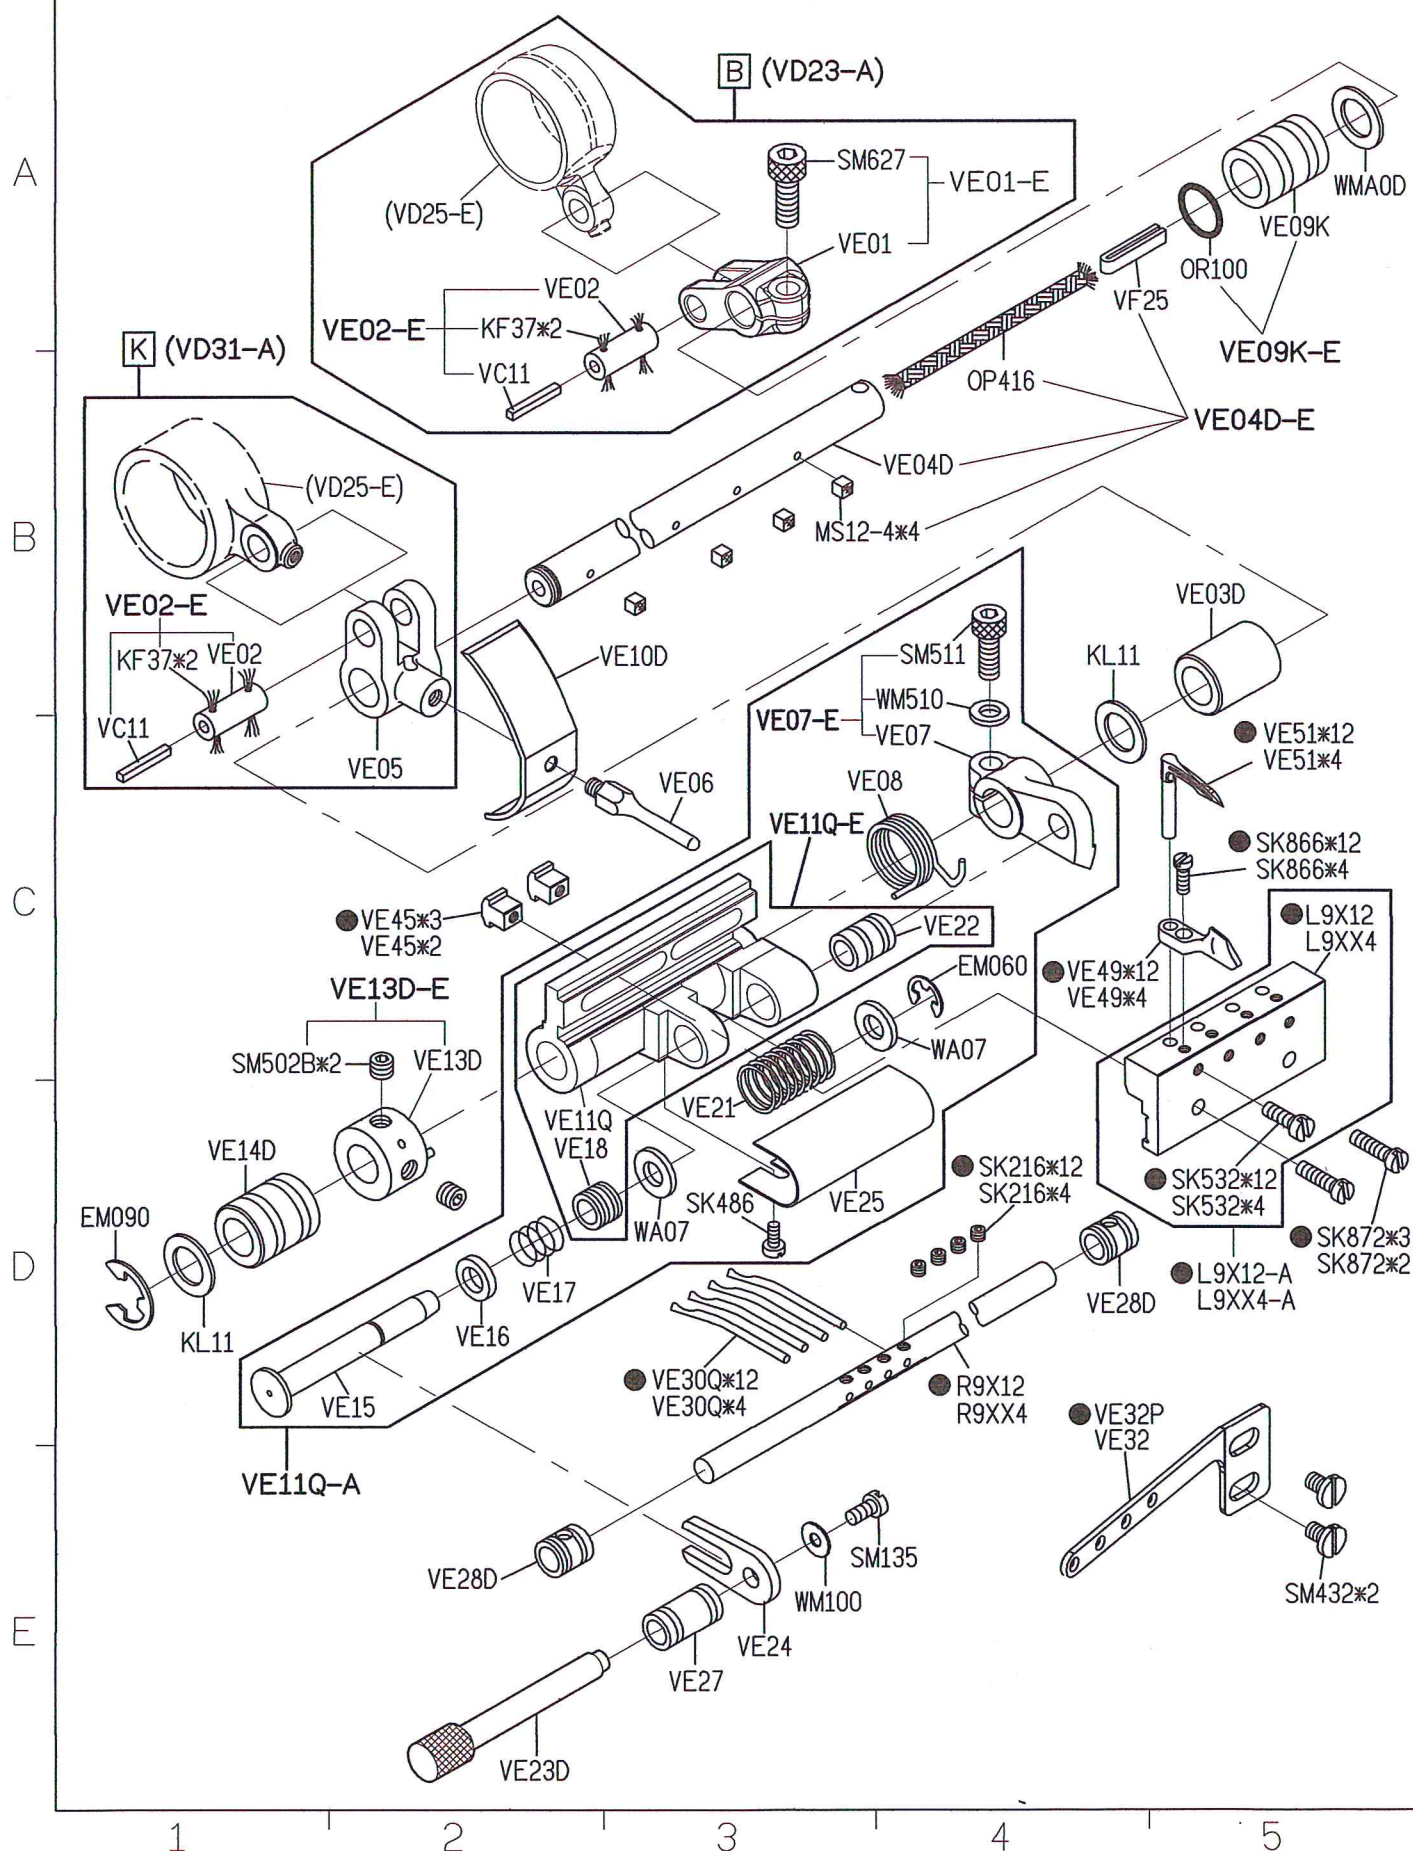 B (VD23-A)
A
SM627
VE01-E
(VD25-E)
VE01
WMA0D
VE09K
OR100
VF25
VE09K-E
VE02
VE02-E
KF37*2
VC11
K (VD31-A)
OP416
VE04D-E
VE04D
(VD25-E)
MS12-4*4
B
VE02-E
KF37*2
VE02
VC11
VE05
VE10D
VE06
VE03D
SM511
KL11
WM510
VE07-E
VE07
VE51*12
VE51*4
VE08
VE11Q-E
SK866*12
SK866*4
C
VE45*3
VE45*2
VE22
L9X12
L9XX4
EM060
VE49*12
VE49*4
VE13D-E
SM502B*2
VE13D
WA07
VE21
VE11Q
VE18
VE14D
SK216*12
SK216*4
VE25
SK532*12
SK532*4
SK486
WA07
EM090
D
SK872*3
SK872*2
L9X12-A
L9XX4-A
VE17
VE28D
KL11
VE16
VE15
VE30Q*12
VE30Q*4
R9X12
R9XX4
VE32P
VE32
VE11Q-A
VE28D
SM135
WM100
SM432*2
E
VE24
VE27
VE23D
1
2
3
4
5